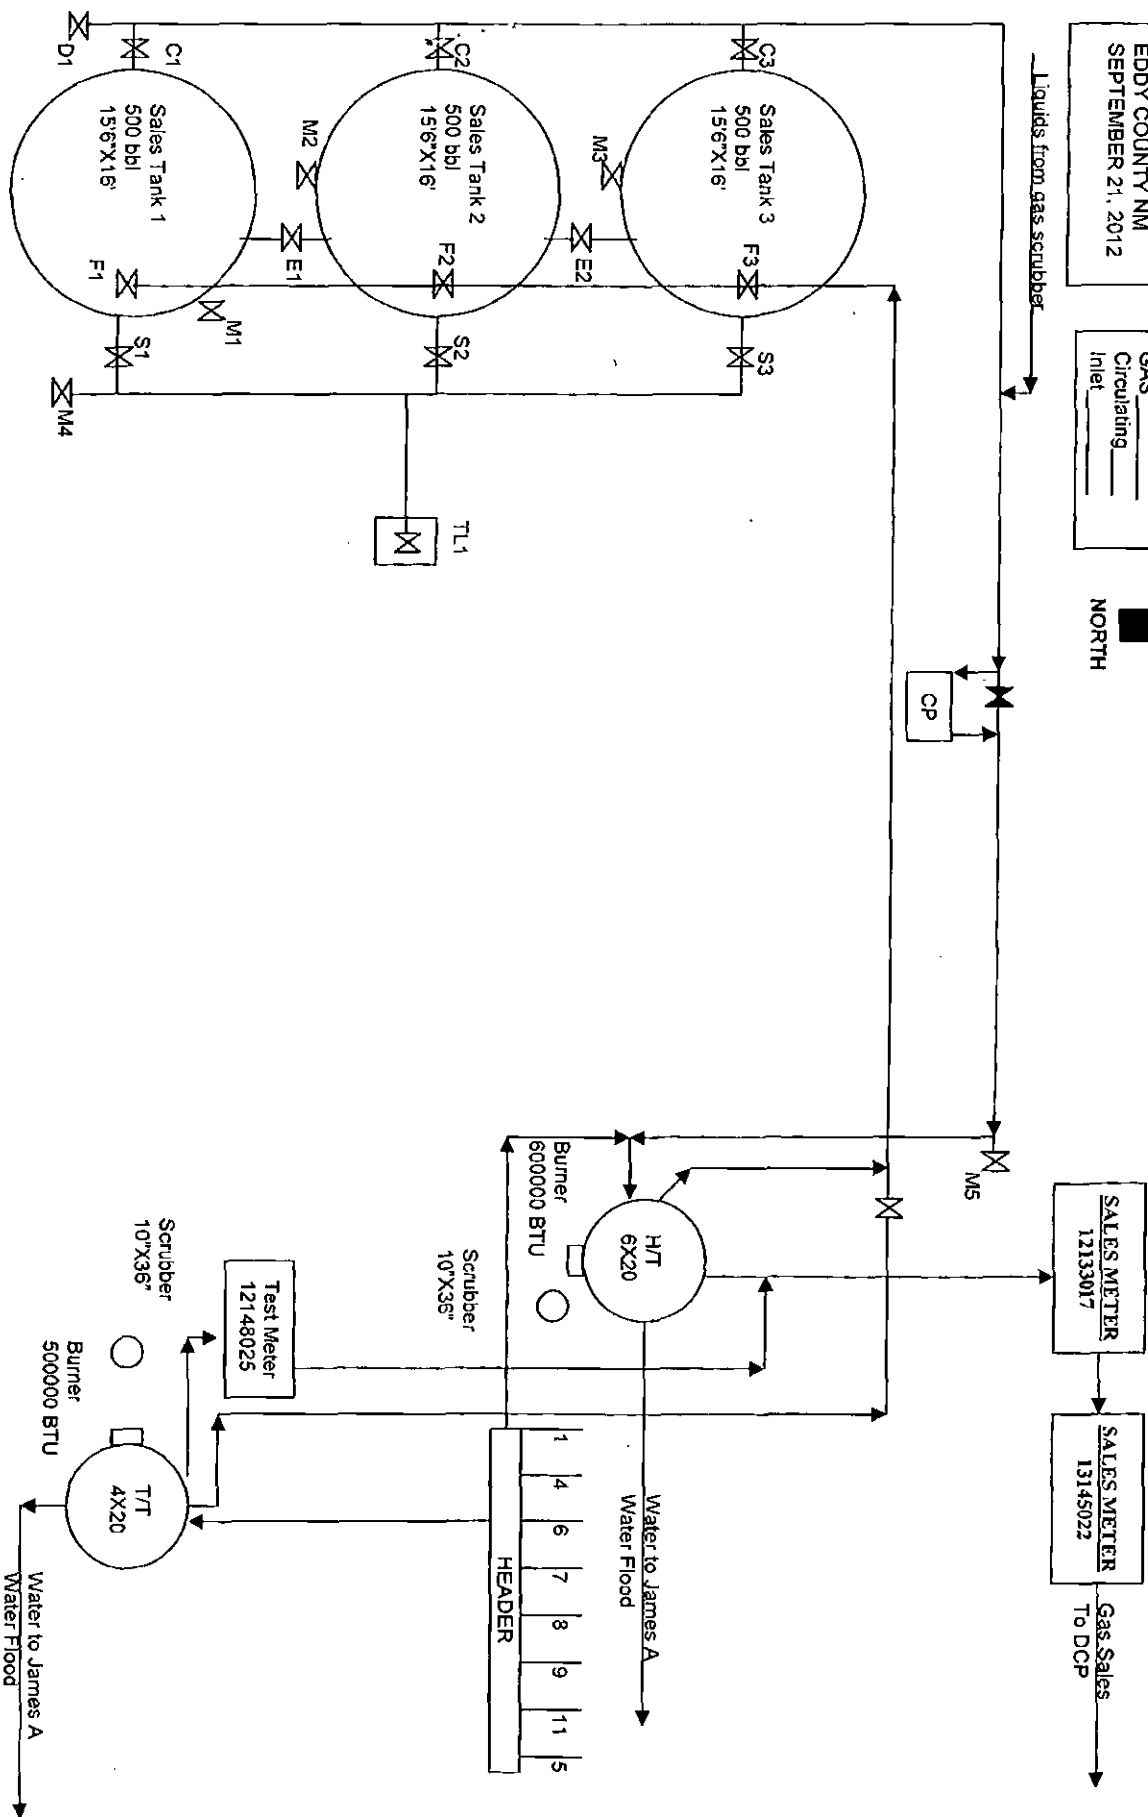 EDDY COUNTY NM
SEPTEMBER 21, 2012
GAS
Circulating
Inlet
NORTH
Liquids from gas scrubber
D1
C1
C2
C3
Sales Tank 1
500 bbl
15'6"X16'
Sales Tank 2
500 bbl
15'6"X16'
Sales Tank 3
500 bbl
15'6"X16'
M2
M3
E1
E2
F1
F2
F3
M1
S1
S2
S3
M4
TL1
CP
M5
SALES METER
12133017
SALES METER
13145022
Gas Sales
To DCP
Burner
600000 BTU
H/T
6X20
Scrubber
10"X36"
Water to James A
Water Flood
1 4 6 7 8 9 11 5
HEADER
Test Meter
12148025
Scrubber
10"X36"
Burner
500000 BTU
T/T
4X20
Water to James A
Water Flood